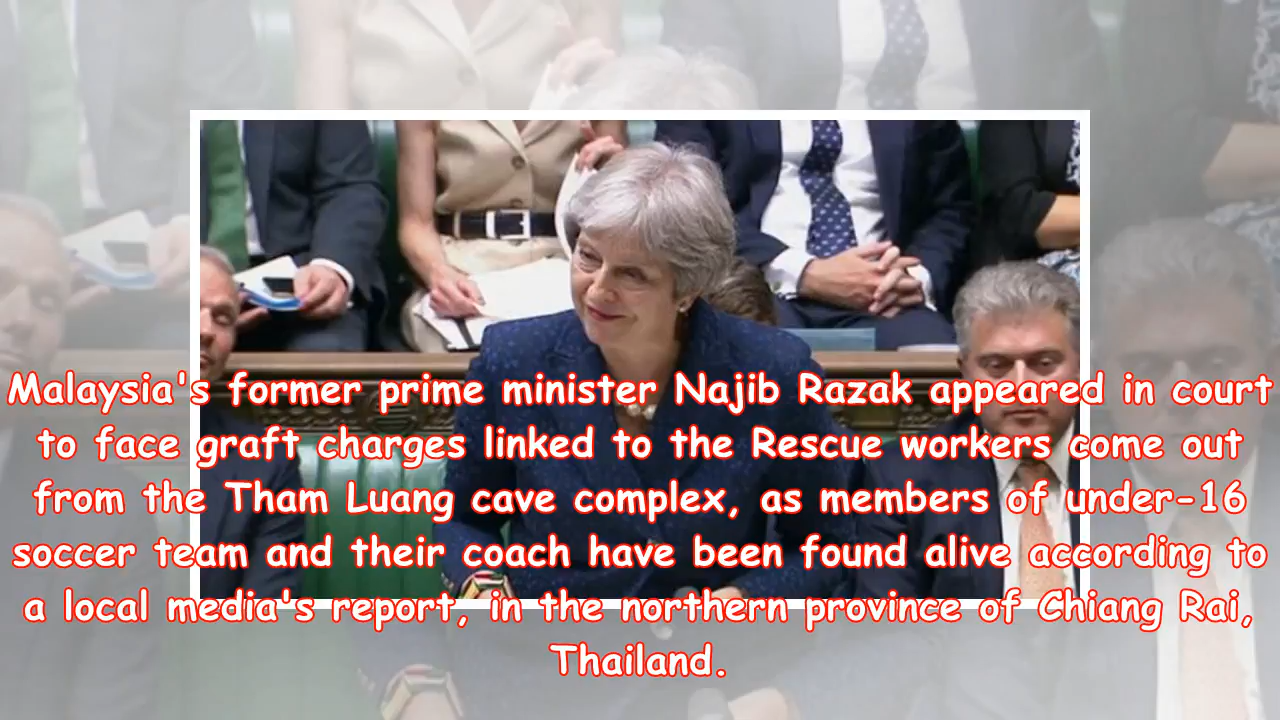 Malaysia's former prime minister Najib Razak appeared in court
to face graft charges linked to the Rescue workers come out
from the Tham Luang cave complex, as members of under-16
soccer team and their coach have been found alive according to
a local media's report, in the northern province of Chiang Rai,
Thailand.